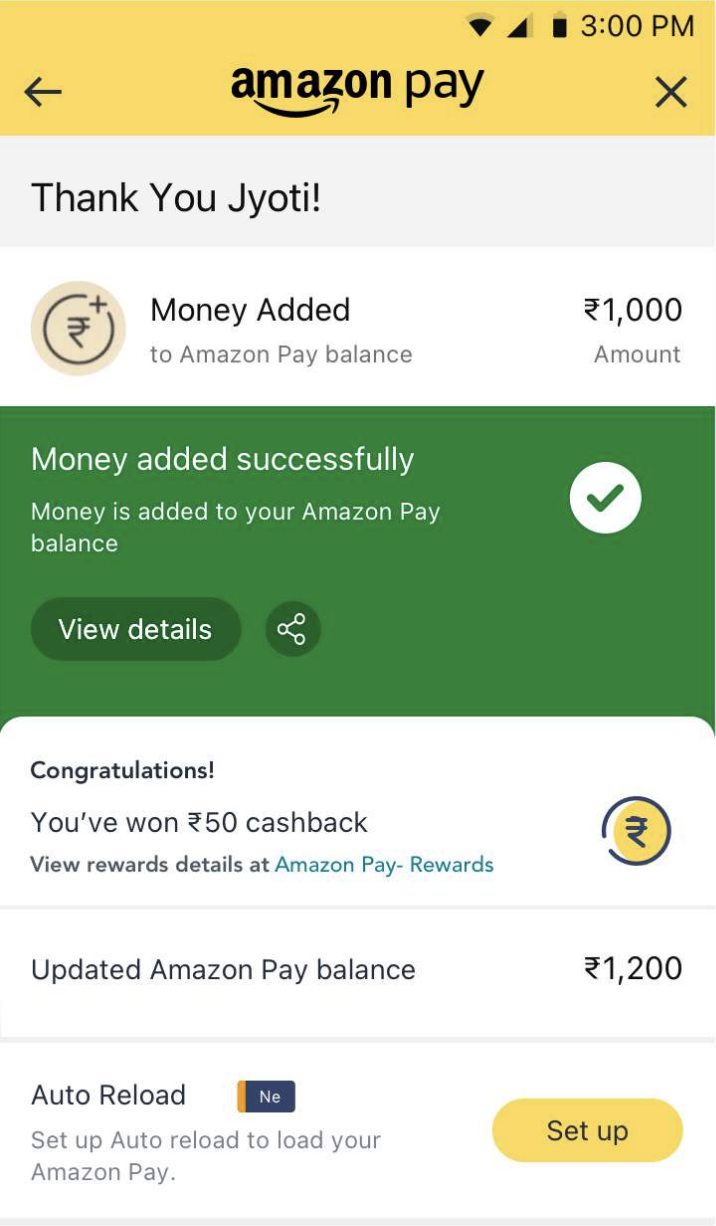 3:00 PM
amazon pay
Thank You Jyoti!
Money Added
₹1,000
to Amazon Pay balance
Amount
Money added successfully
Money is added to your Amazon Pay
balance
View details
Congratulations!
You’ve won ₹50 cashback
View rewards details at Amazon Pay- Rewards
Updated Amazon Pay balance
₹1,200
Auto Reload
Ne
Set up Auto reload to load your
Amazon Pay.
Set up